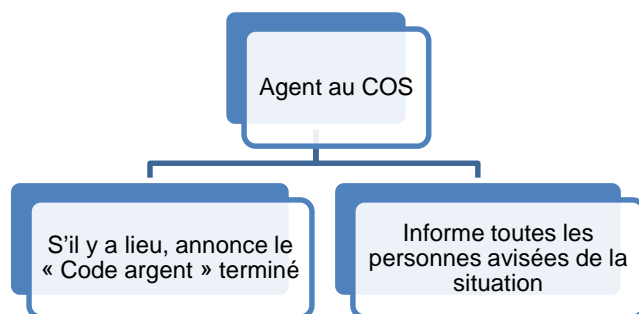 Agent au COS
S'il y a lieu, annonce le
« Code argent » terminé
Informe toutes les
personnes avisées de la
situation